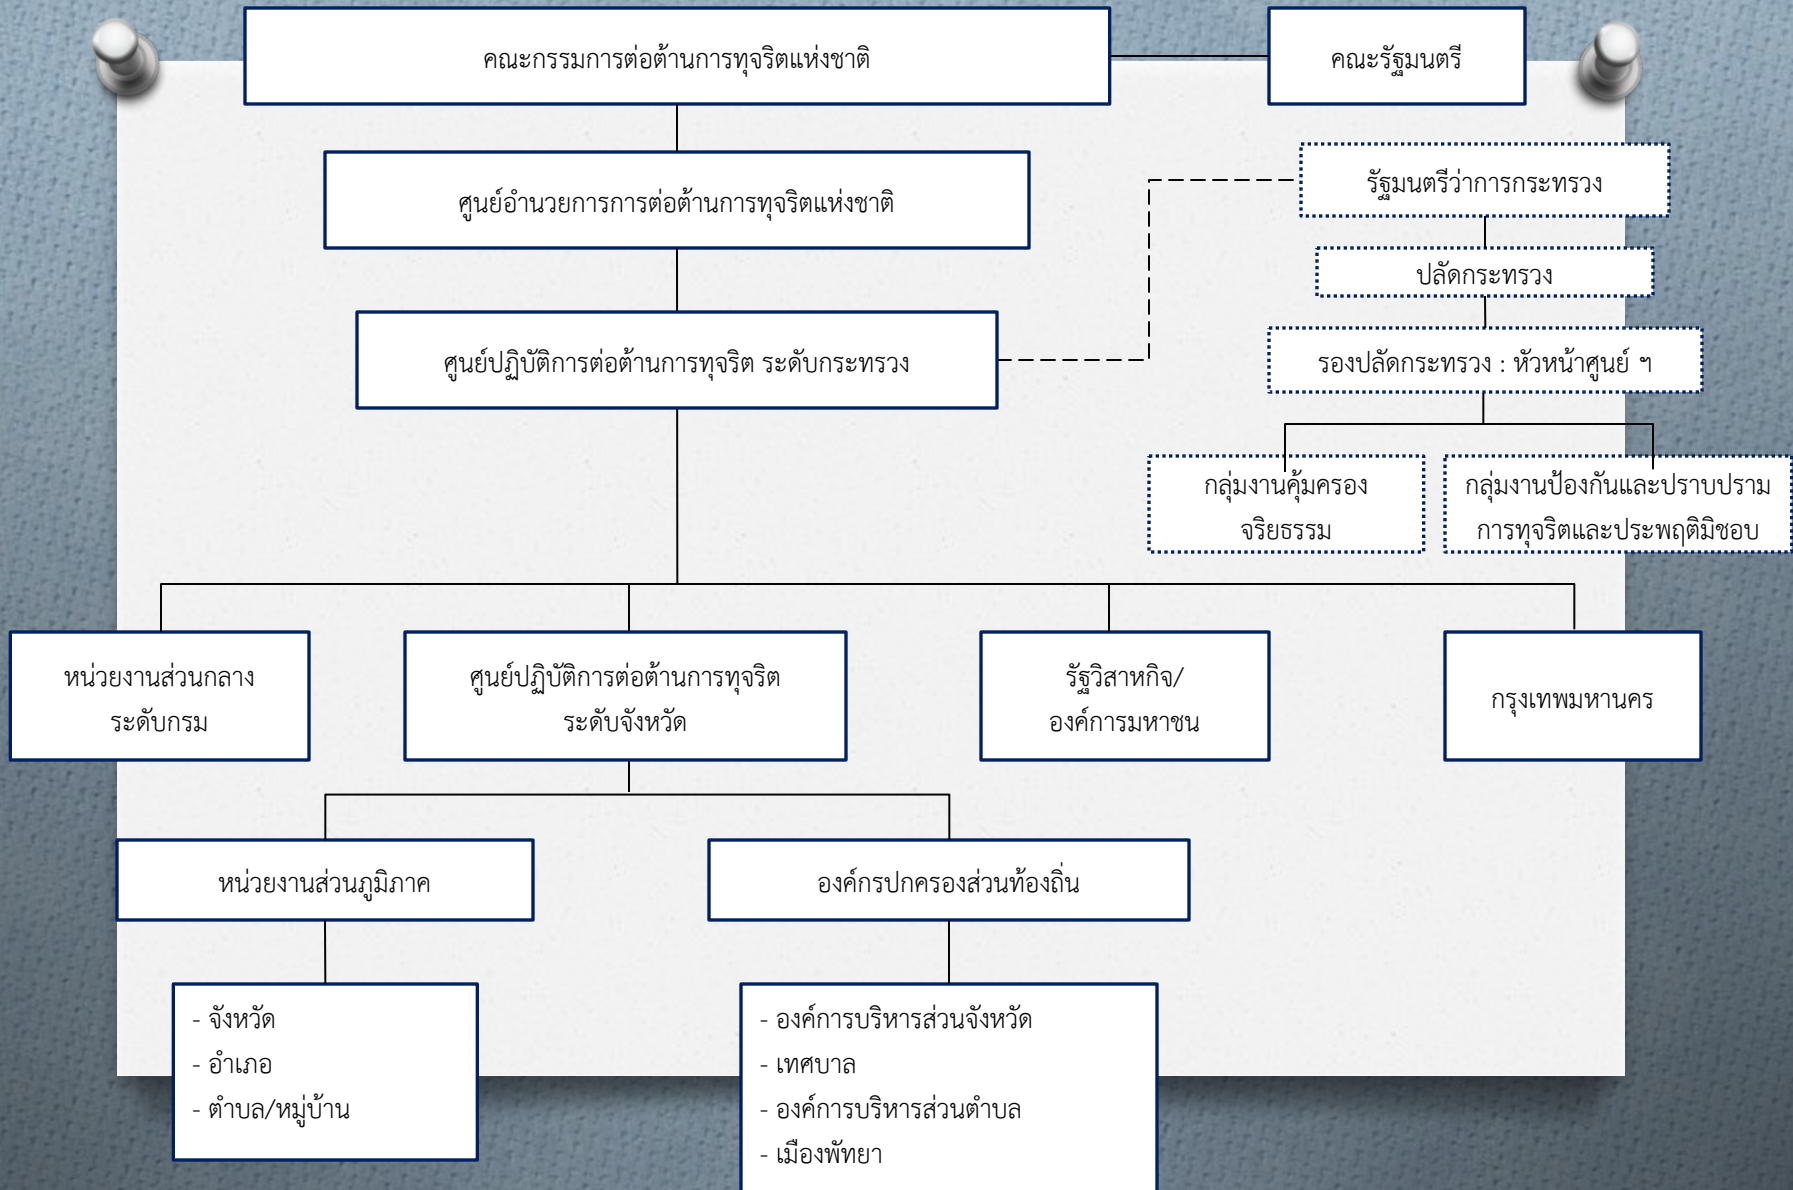 คณะกรรมการต่อต้านการทุจริตแห่งชาติ
คณะรัฐมนตรี
ศูนย์อำนวยการการต่อต้านการทุจริตแห่งชาติ
รัฐมนตรีว่าการกระทรวง
ปลัดกระทรวง
ศูนย์ปฏิบัติการต่อต้านการทุจริต ระดับกระทรวง
รองปลัดกระทรวง : หัวหน้าศูนย์ ฯ
กลุ่มงานคุ้มครอง
จริยธรรม
กลุ่มงานป้องกันและปราบปราม
การทุจริตและประพฤติมิชอบ
หน่วยงานส่วนกลาง
ระดับกรม
ศูนย์ปฏิบัติการต่อต้านการทุจริต
ระดับจังหวัด
รัฐวิสาหกิจ/
องค์การมหาชน
กรุงเทพมหานคร
หน่วยงานส่วนภูมิภาค
องค์กรปกครองส่วนท้องถิ่น
- จังหวัด
- อำเภอ
- ตำบล/หมู่บ้าน
- องค์การบริหารส่วนจังหวัด
- เทศบาล
- องค์การบริหารส่วนตำบล
- เมืองพัทยา